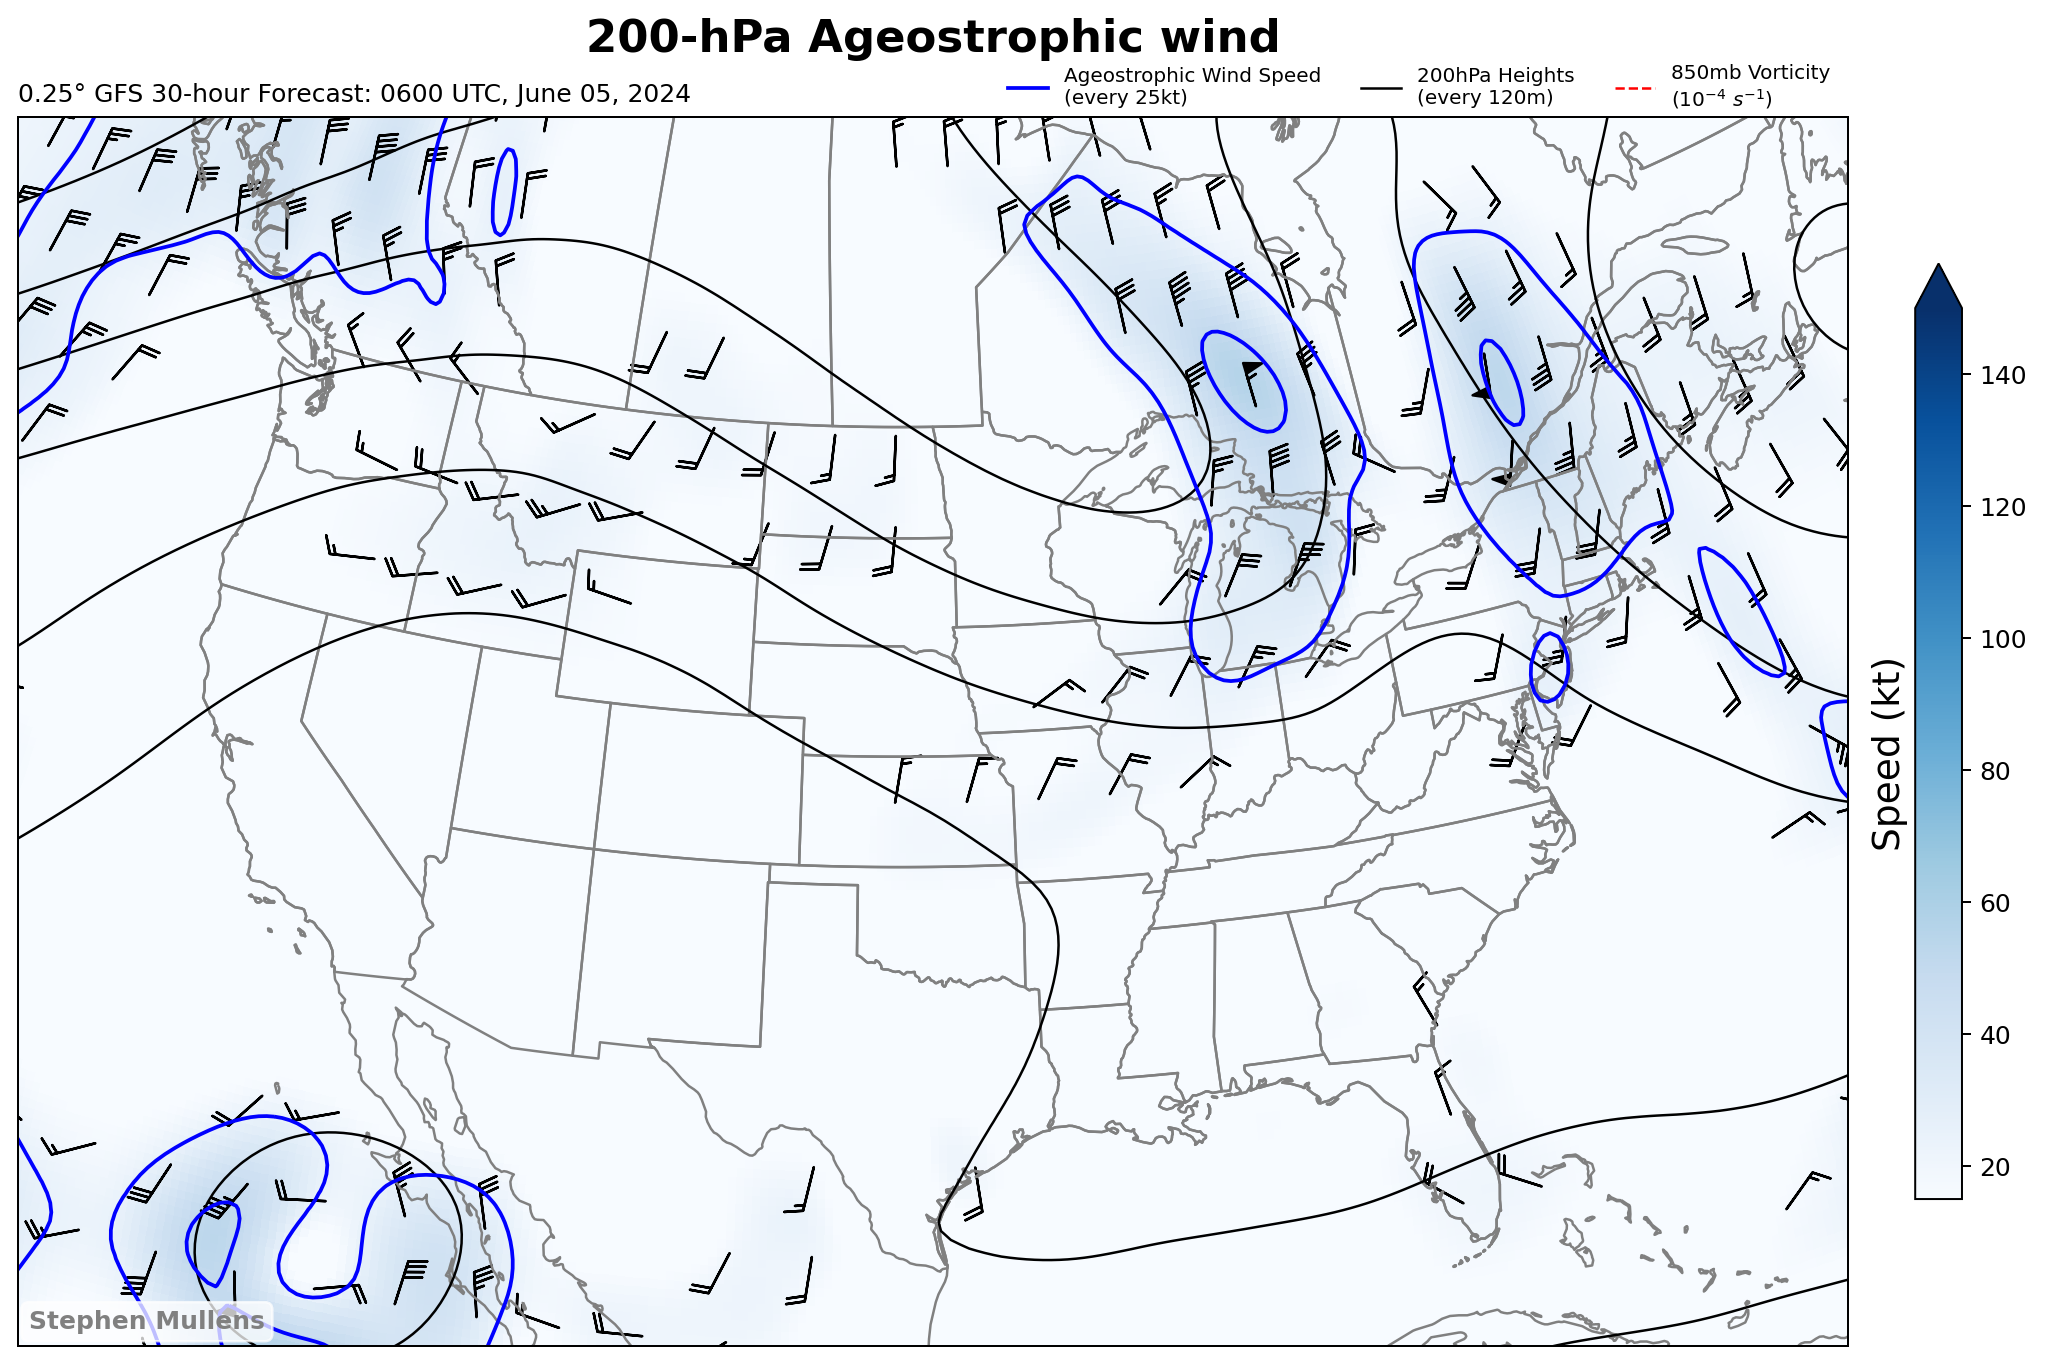 200-hPa Ageostrophic wind
0.25° GFS 30-hour Forecast: 0600 UTC, June 05, 2024
Ageostrophic Wind Speed
(every 25kt)
200hPa Heights
(every 120m)
850mb Vorticity
(10⁻⁴ s⁻¹)
140
120
100
80
60
40
20
Speed (kt)
Stephen Mullens